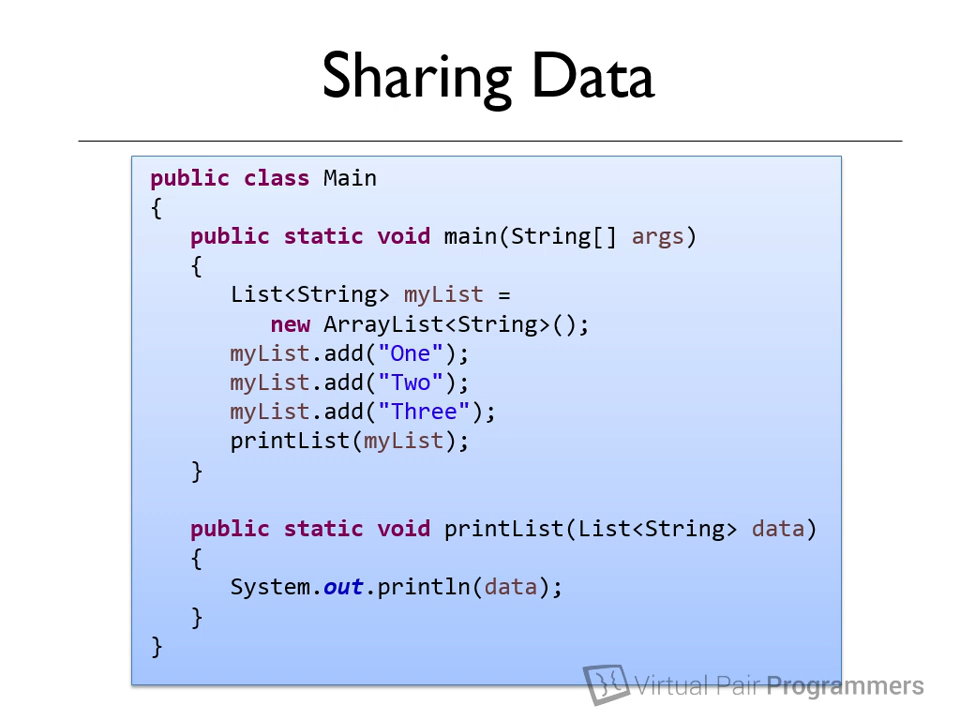 Sharing Data
public class Main
{
public static void main(String[] args)
{
List<String> myList =
new ArrayList<String>();
myList.add("One");
myList.add("Two");
myList.add("Three");
printList(myList);
}
public static void printList(List<String> data)
{
System.out.println(data);
}
}
Virtual Pair Programmers